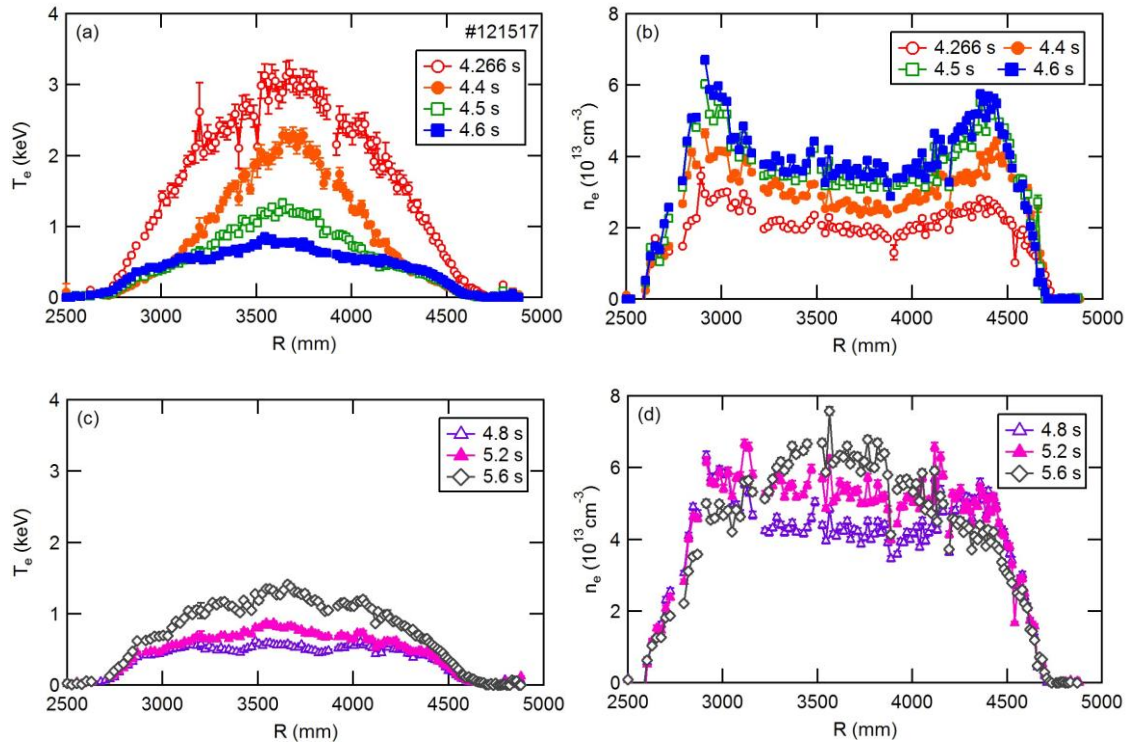 (a)
#121517
4.266 s
4.4 s
4.5 s
4.6 s
T_e (keV)
4
3
2
1
0
2500 3000 3500 4000 4500 5000
R (mm)
(b)
4.266 s 4.4 s
4.5 s 4.6 s
n_e (10^13 cm^-3)
8
6
4
2
0
2500 3000 3500 4000 4500 5000
R (mm)
(c)
4.8 s
5.2 s
5.6 s
T_e (keV)
4
3
2
1
0
2500 3000 3500 4000 4500 5000
R (mm)
(d)
4.8 s
5.2 s
5.6 s
n_e (10^13 cm^-3)
8
6
4
2
0
2500 3000 3500 4000 4500 5000
R (mm)